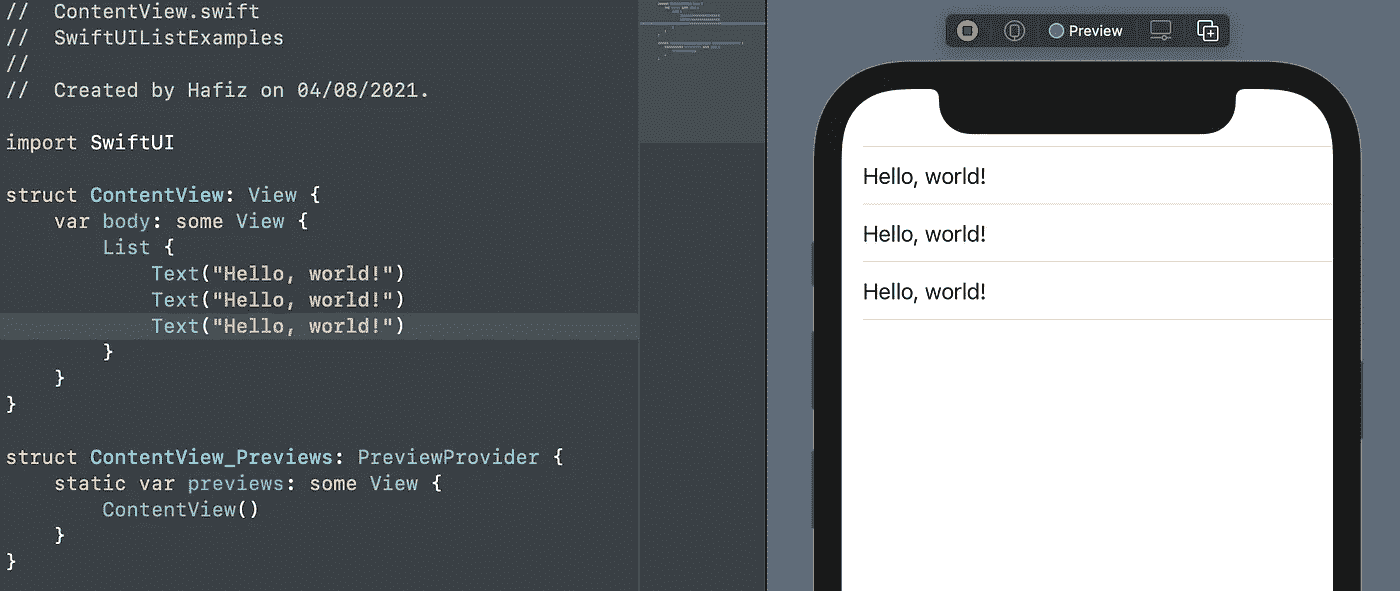 //  ContentView.swift
//  SwiftUIListExamples
//
//  Created by Hafiz on 04/08/2021.
import SwiftUI
struct ContentView: View {
    var body: some View {
        List {
            Text("Hello, world!")
            Text("Hello, world!")
            Text("Hello, world!")
        }
    }
}
struct ContentView_Previews: PreviewProvider {
    static var previews: some View {
        ContentView()
    }
}
Preview
Hello, world!
Hello, world!
Hello, world!